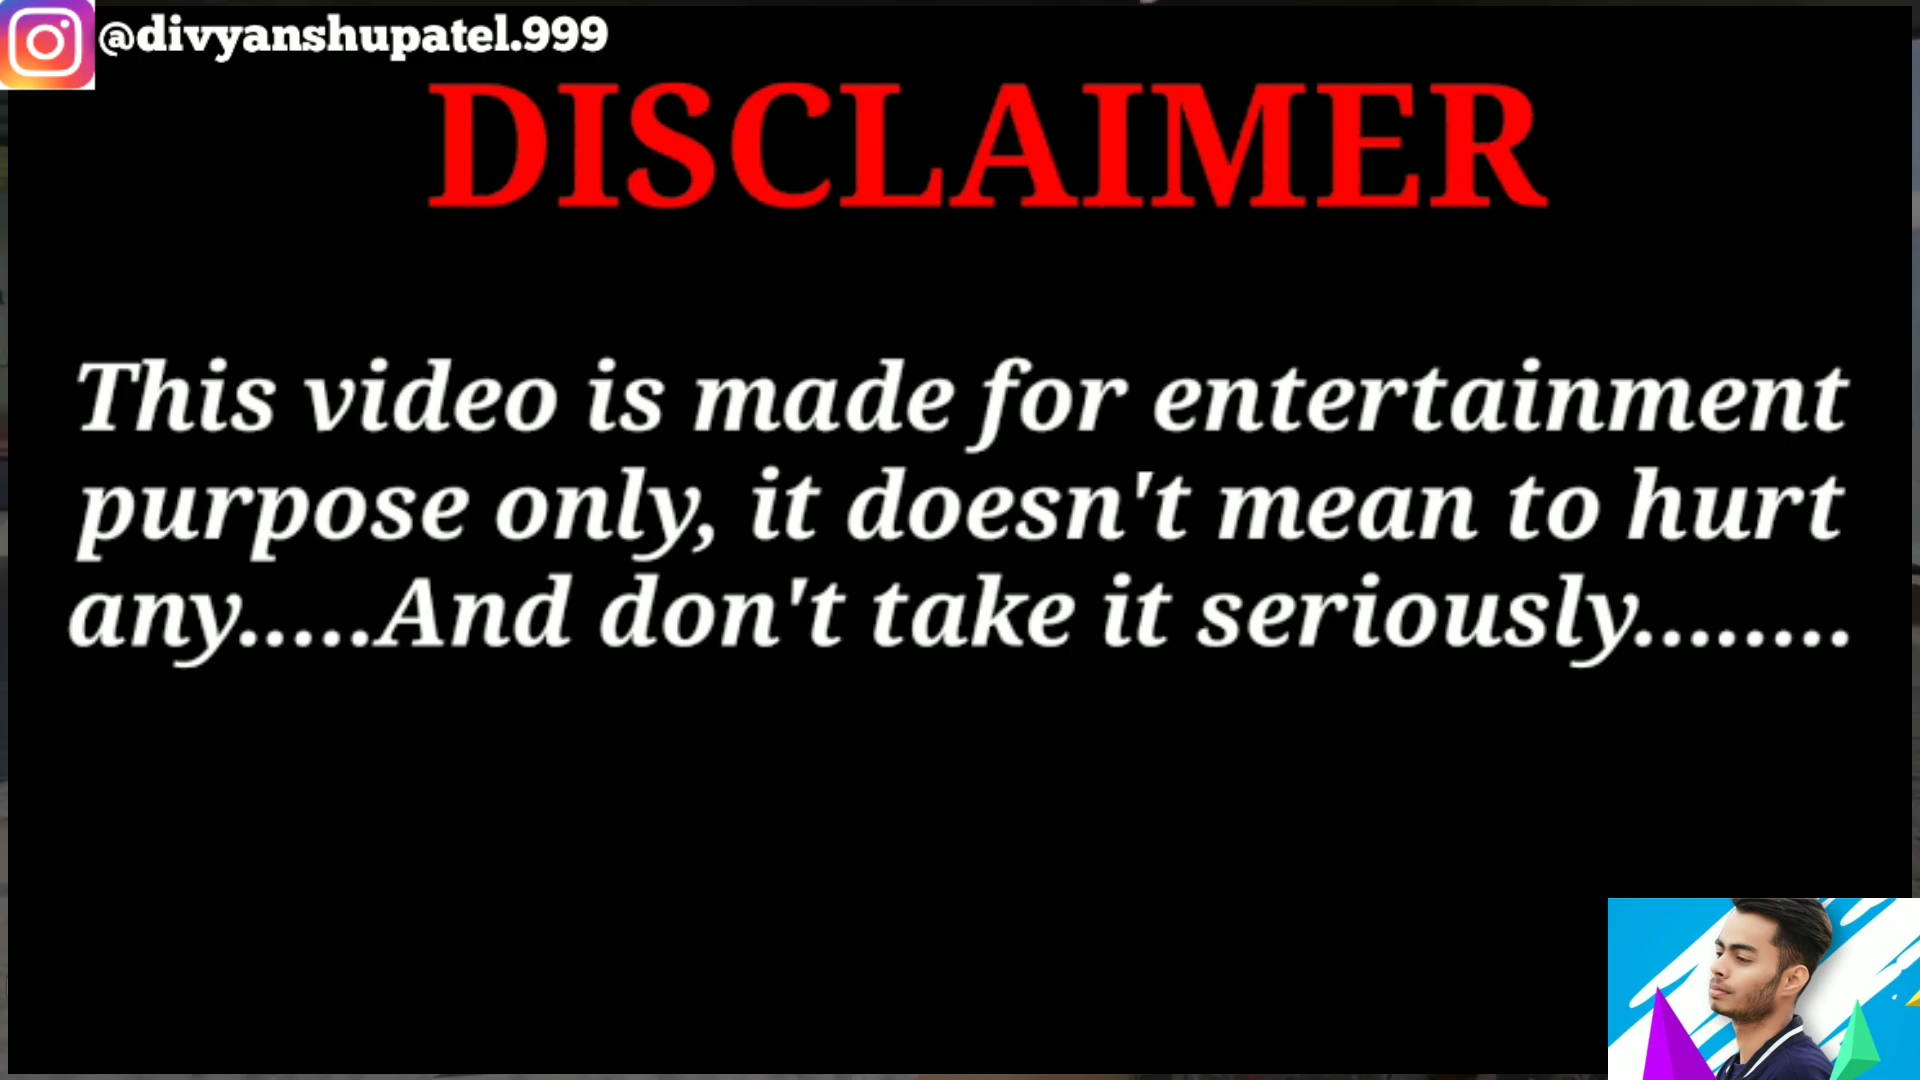 @divyanshupatel.999
DISCLAIMER
This video is made for entertainment
purpose only, it doesn't mean to hurt
any.....And don't take it seriously........